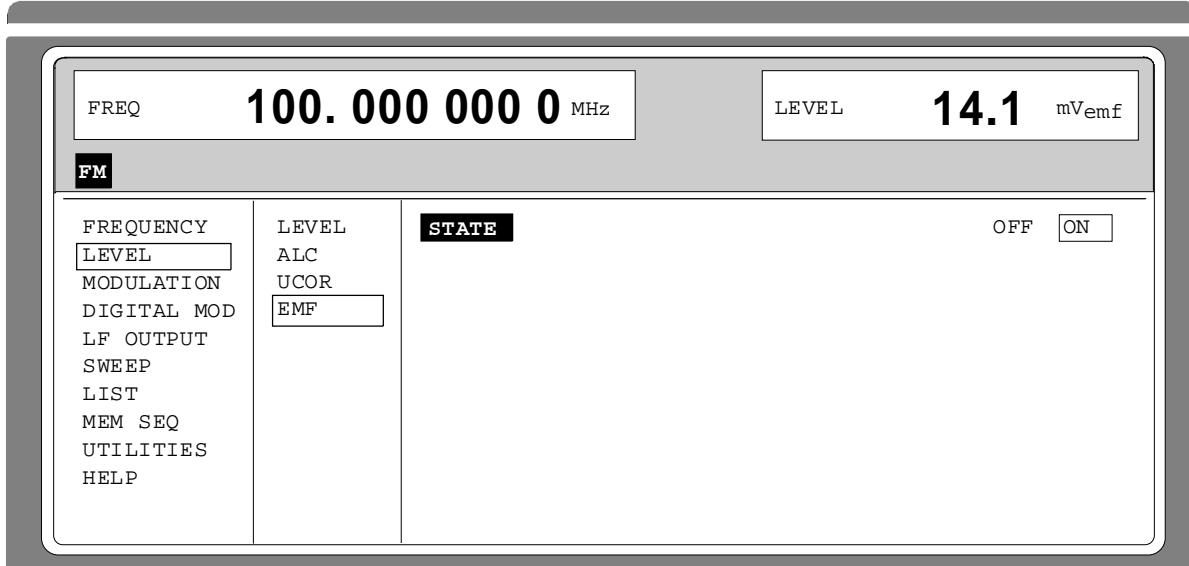 FREQ 100. 000 000 0 MHz LEVEL 14.1 mVemf
FM
FREQUENCY LEVEL STATE OFF ON
LEVEL ALC
MODULATION UCOR
DIGITAL MOD EMF
LF OUTPUT
SWEEP
LIST
MEM SEQ
UTILITIES
HELP